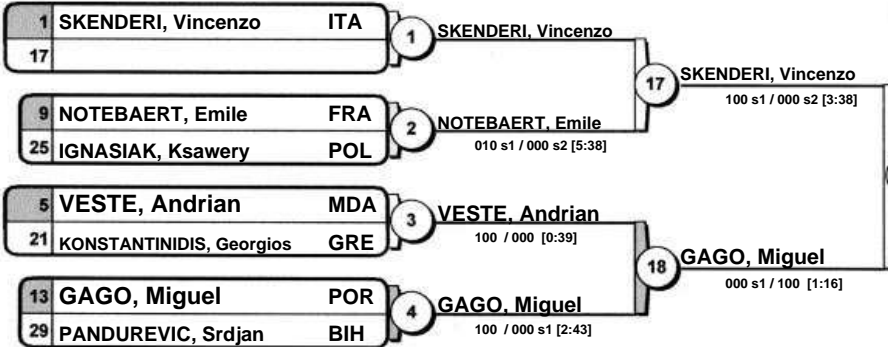 1 SKENDERI, Vincenzo ITA
17
1
SKENDERI, Vincenzo
9 NOTEBAERT, Emile FRA
25 IGNASIAK, Ksawery POL
2
NOTEBAERT, Emile
010 s1 / 000 s2 [5:38]
17
SKENDERI, Vincenzo
100 s1 / 000 s2 [3:38]
5 VESTE, Andrian MDA
21 KONSTANTINIDIS, Georgios GRE
3
VESTE, Andrian
100 / 000 [0:39]
13 GAGO, Miguel POR
29 PANDUREVIC, Srdjan BIH
4
GAGO, Miguel
100 / 000 s1 [2:43]
18
GAGO, Miguel
000 s1 / 100 [1:16]